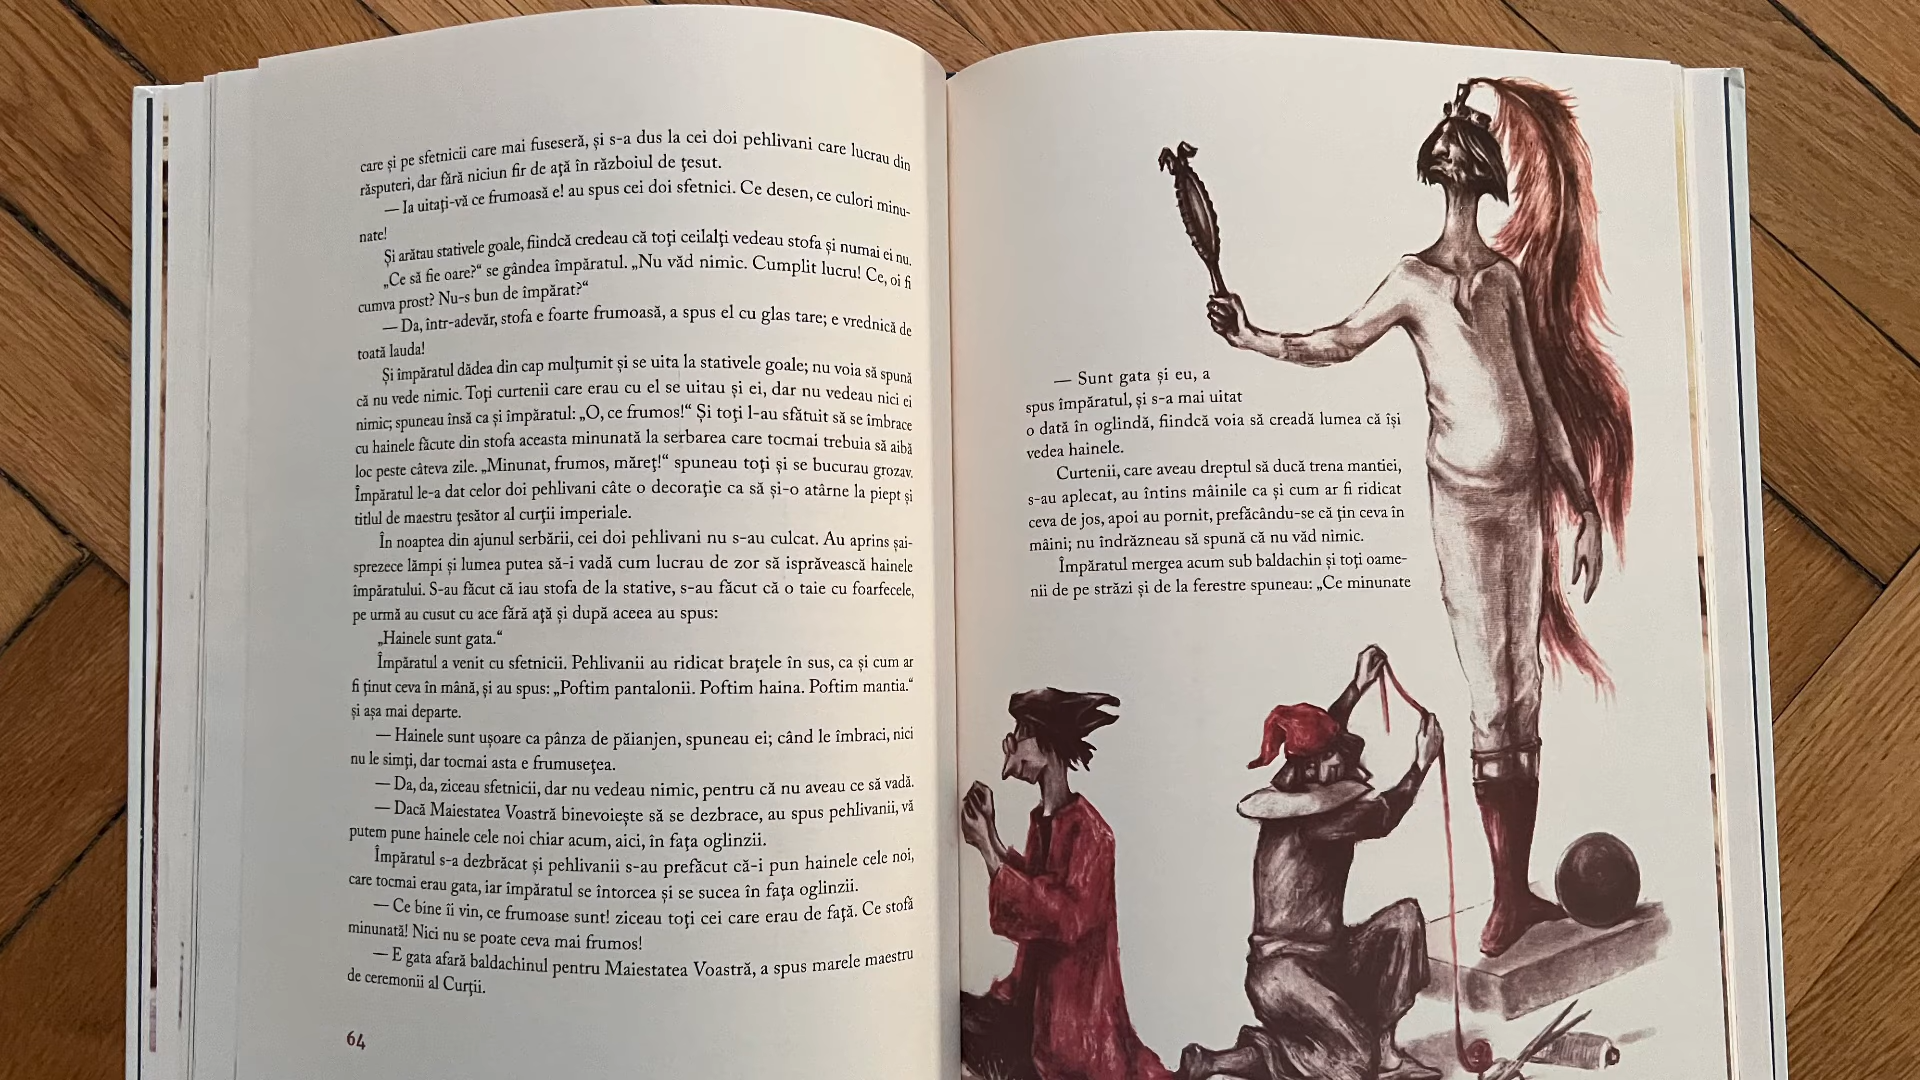 care și pe sfetnicii care mai fuseseră, și s-a dus la cei doi pehlivani care lucrau din
răsputeri, dar fără niciun fir de ață în războiul de țesut.
— Ia uitați-vă ce frumoasă e! au spus cei doi sfetnici. Ce desen, ce culori minu-
nate!
Și arătau stativele goale, fiindcă credeau că toți ceilalți vedeau stofa și numai ei nu.
„Ce să fie oare?“ se gândea împăratul. „Nu văd nimic. Cumplit lucru! Ce, oi fi
cumva prost? Nu-s bun de împărat?“
— Da, într-adevăr, stofa e foarte frumoasă, a spus el cu glas tare; e vrednică de
toată lauda!
Și împăratul dădea din cap mulțumit și se uita la stativele goale; nu voia să spună
că nu vede nimic. Toți curtenii care erau cu el se uitau și ei, dar nu vedeau nici ei
nimic; spuneau însă ca și împăratul: „O, ce frumos!“ Și toți l-au sfătuit să se îmbrace
cu hainele făcute din stofa aceasta minunată la serbarea care tocmai trebuia să aibă
loc peste câteva zile. „Minunat, frumos, măreț!“ spuneau toți și se bucurau grozav.
Împăratul le-a dat celor doi pehlivani câte o decorație ca să și-o atârne la piept și
titlul de maestru țesător al curții imperiale.
În noaptea din ajunul serbării, cei doi pehlivani nu s-au culcat. Au aprins șai-
sprezece lămpi și lumea putea să-i vadă cum lucrau de zor să isprăvească hainele
împăratului. S-au făcut că iau stofa de la stative, s-au făcut că o taie cu foarfecele,
pe urmă au cusut cu ace fără ață și după aceea au spus:
„Hainele sunt gata.“
Împăratul a venit cu sfetnicii. Pehlivanii au ridicat brațele în sus, ca și cum ar
fi ținut ceva în mână, și au spus: „Poftim pantalonii. Poftim haina. Poftim mantia.“
și așa mai departe.
— Hainele sunt ușoare ca pânza de păianjen, spuneau ei; când le îmbraci, nici
nu le simți, dar tocmai asta e frumusețea.
— Da, da, ziceau sfetnicii, dar nu vedeau nimic, pentru că nu aveau ce să vadă.
— Dacă Maiestatea Voastră binevoiește să se dezbrace, au spus pehlivanii, vă
putem pune hainele cele noi chiar acum, aici, în fața oglinzii.
Împăratul s-a dezbrăcat și pehlivanii s-au prefăcut că-i pun hainele cele noi,
care tocmai erau gata, iar împăratul se întorcea și se sucea în fața oglinzii.
— Ce bine îi vin, ce frumoase sunt! ziceau toți cei care erau de față. Ce stofă
minunată! Nici nu se poate ceva mai frumos!
— E gata afară baldachinul pentru Maiestatea Voastră, a spus marele maestru
de ceremonii al Curții.
64
— Sunt gata și eu, a
spus împăratul, și s-a mai uitat
o dată în oglindă, fiindcă voia să creadă lumea că își
vedea hainele.
Curtenii, care aveau dreptul să ducă trena mantiei,
s-au aplecat, au întins mâinile ca și cum ar fi ridicat
ceva de jos, apoi au pornit, prefăcându-se că țin ceva în
mâini; nu îndrăzneau să spună că nu văd nimic.
Împăratul mergea acum sub baldachin și toți oame-
nii de pe străzi și de la ferestre spuneau: „Ce minunate